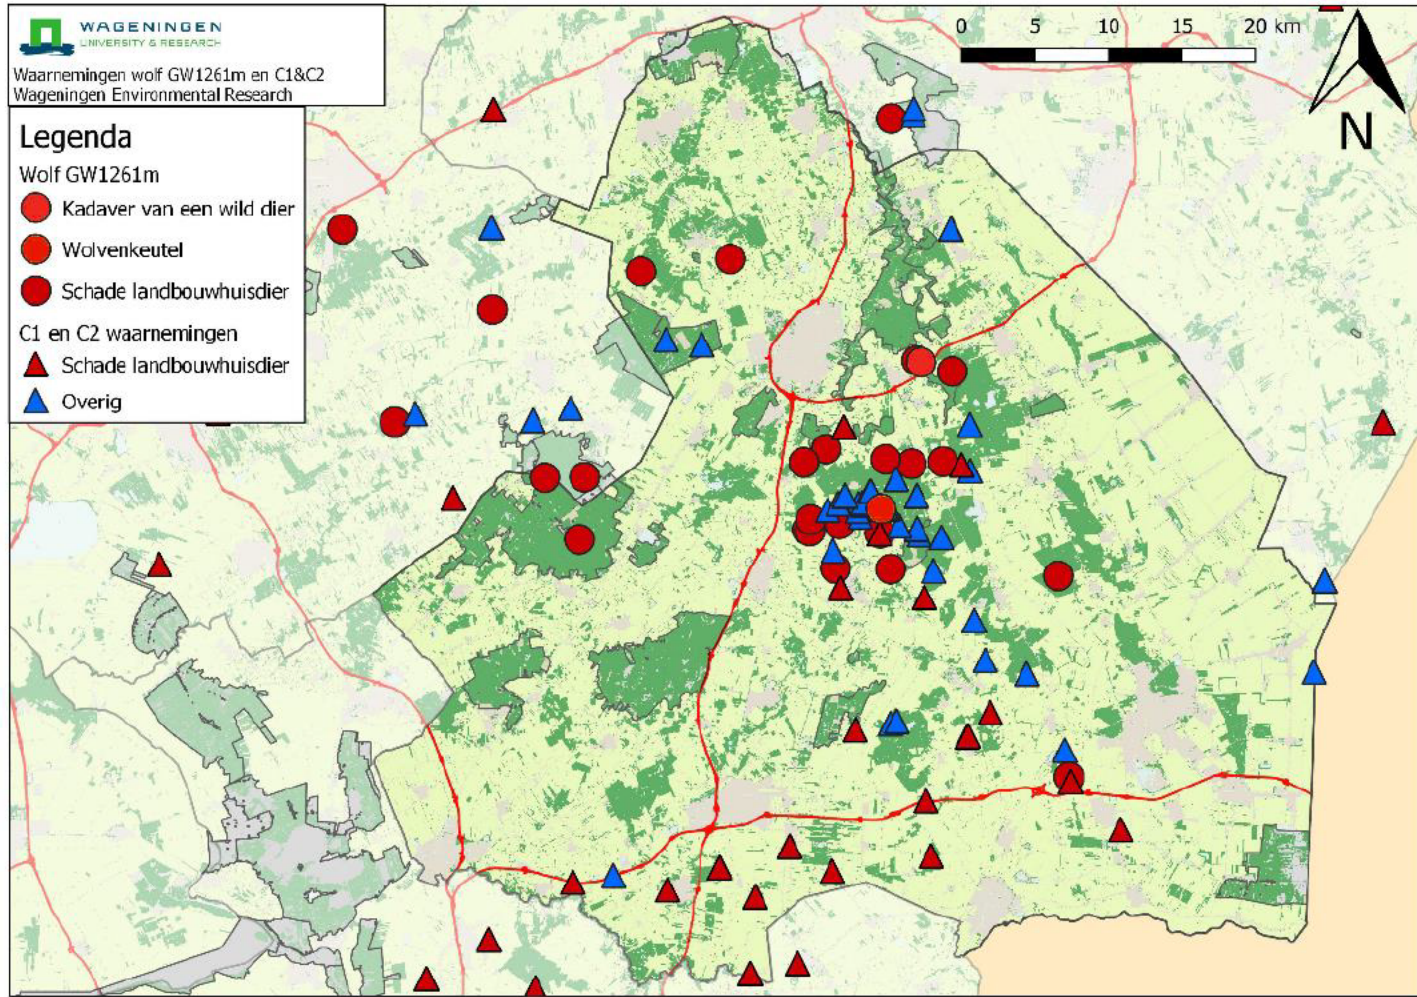 WAGENINGEN
UNIVERSITY & RESEARCH
Waarnemingen wolf GW1261m en C1&C2
Wageningen Environmental Research
0 5 10 15 20 km
N
Legenda
Wolf GW1261m
Kadaver van een wild dier
Wolvenkeutel
Schade landbouwhuisdier
C1 en C2 waarnemingen
Schade landbouwhuisdier
Overig